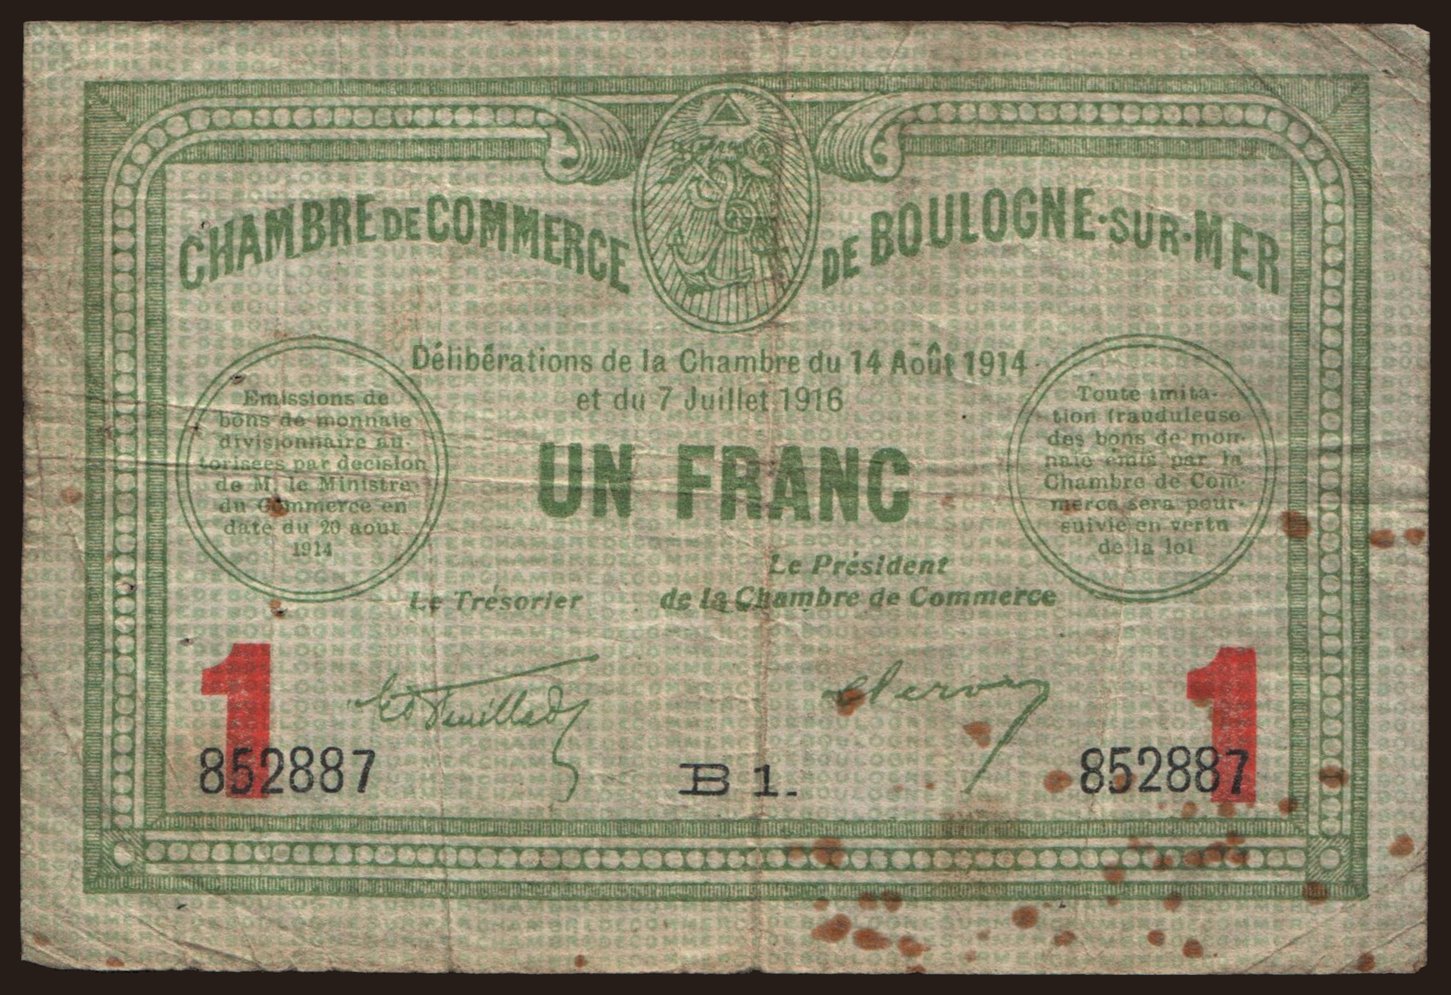 CHAMBRE DE COMMERCE DE BOULOGNE-SUR-MER
Délibérations de la Chambre du 14 Août 1914
et du 7 Juillet 1916
Emissions de
bons de monnaie
divisionnaire au-
torisées par decision
de M. le Ministre
du Commerce en
date du 20 aout
1914
UN FRANC
Toute imita-
tion frauduleuse
des bons de mon-
naie émis par la
Chambre de Com-
merce sera pour-
suivie en vertu
de la loi
Le Trésorier
Le Président
de la Chambre de Commerce
1
1
852887
B 1.
852887